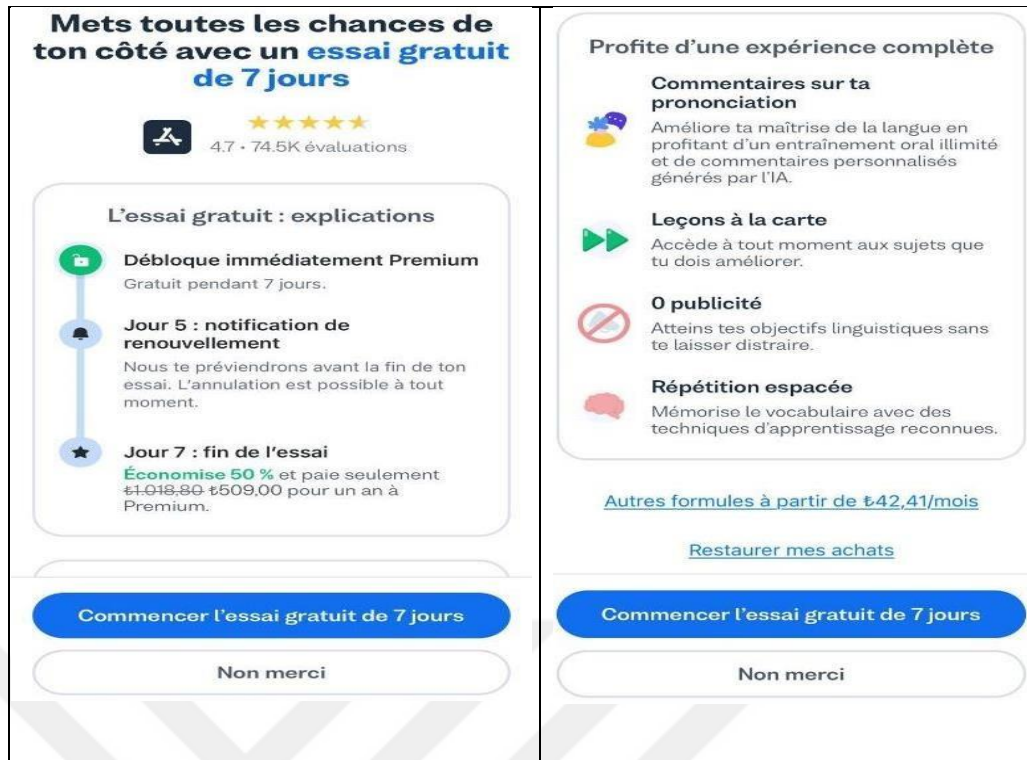 Mets toutes les chances de
ton côté avec un essai gratuit
de 7 jours
4.7 • 74.5K évaluations
L'essai gratuit : explications
Débloque immédiatement Premium
Gratuit pendant 7 jours.
Jour 5 : notification de
renouvellement
Nous te préviendrons avant la fin de ton
essai. L'annulation est possible à tout
moment.
Jour 7 : fin de l'essai
Économise 50 % et paie seulement
₺1.018,80 ₺509,00 pour un an à
Premium.
Commencer l'essai gratuit de 7 jours
Non merci
Profite d'une expérience complète
Commentaires sur ta
prononciation
Améliore ta maîtrise de la langue en
profitant d'un entraînement oral illimité
et de commentaires personnalisés
générés par l'IA.
Leçons à la carte
Accède à tout moment aux sujets que
tu dois améliorer.
0 publicité
Atteins tes objectifs linguistiques sans
te laisser distraire.
Répétition espacée
Mémorise le vocabulaire avec des
techniques d'apprentissage reconnues.
Autres formules à partir de ₺42,41/mois
Restaurer mes achats
Commencer l'essai gratuit de 7 jours
Non merci